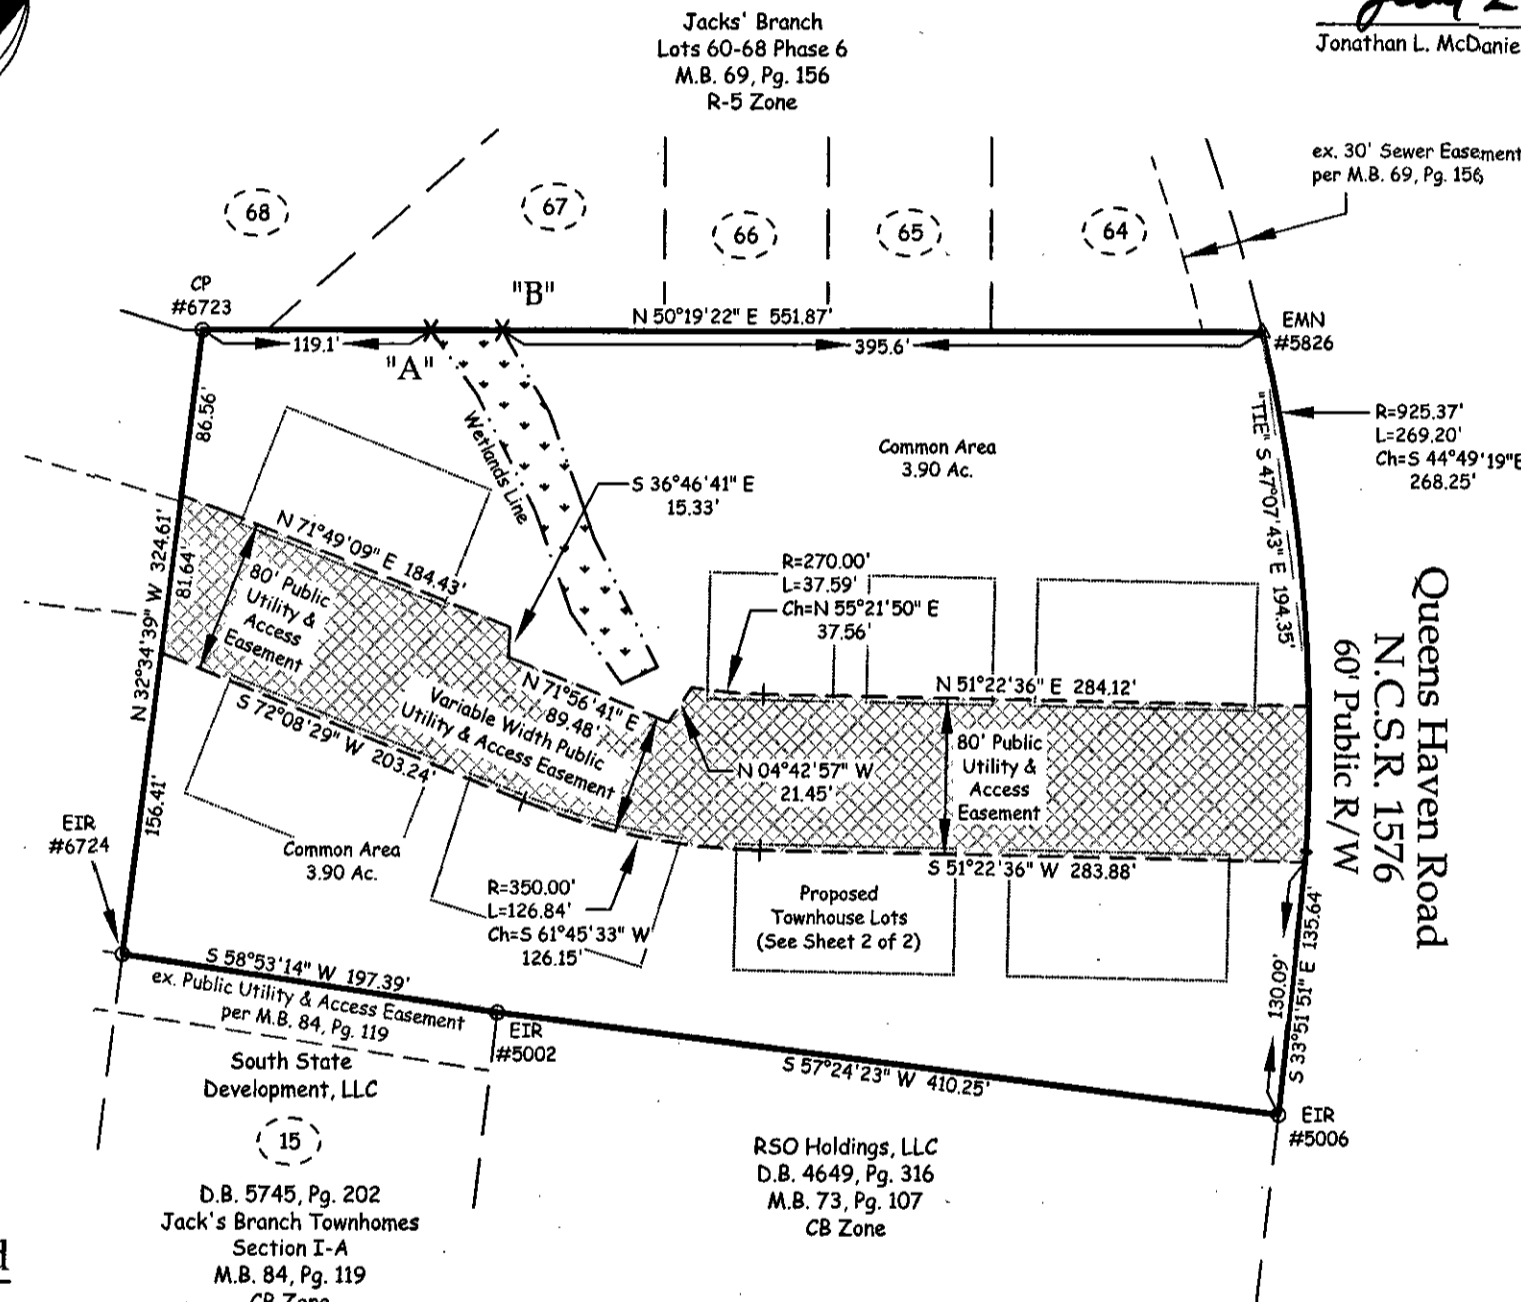 Jonathan L. McDanie
Jacks' Branch
Lots 60-68 Phase 6
M.B. 69, Pg. 156
R-5 Zone
ex. 30' Sewer Easement
per M.B. 69, Pg. 156
68
67
66
65
64
CP
#6723
"B"
N 50°19'22" E 551.87'
EMN
#5826
119.1'
395.6'
"A"
86.56'
"TIE" S 47°07'43" E 194.35'
R=925.37'
L=269.20'
Ch=S 44°49'19"E
268.25'
Wetlands Line
Common Area
3.90 Ac.
S 36°46'41" E
15.33'
N 71°49'09" E 184.43'
80' Public
Utility &
Access
Easement
N 32°34'39" W 324.61'
81.64'
R=270.00'
L=37.59'
Ch=N 55°21'50" E
37.56'
Queens Haven Road
N.C.S.R. 1576
60' Public R/W
N 71°56'41" E
89.48'
Variable Width Public
Utility & Access Easement
N 51°22'36" E 284.12'
S 72°08'29" W 203.24'
N 04°42'57" W
21.45'
80' Public
Utility &
Access
Easement
156.41'
EIR
#6724
Common Area
3.90 Ac.
R=350.00'
L=126.84'
Ch=S 61°45'33" W
126.15'
S 51°22'36" W 283.88'
Proposed
Townhouse Lots
(See Sheet 2 of 2)
130.09'
S 33°51'51" E 135.64'
S 58°53'14" W 197.39'
ex. Public Utility & Access Easement
per M.B. 84, Pg. 119
EIR
#5002
S 57°24'23" W 410.25'
EIR
#5006
South State
Development, LLC
15
D.B. 5745, Pg. 202
Jack's Branch Townhomes
Section I-A
M.B. 84, Pg. 119
CB Zone
RSO Holdings, LLC
D.B. 4649, Pg. 316
M.B. 73, Pg. 107
CB Zone
d